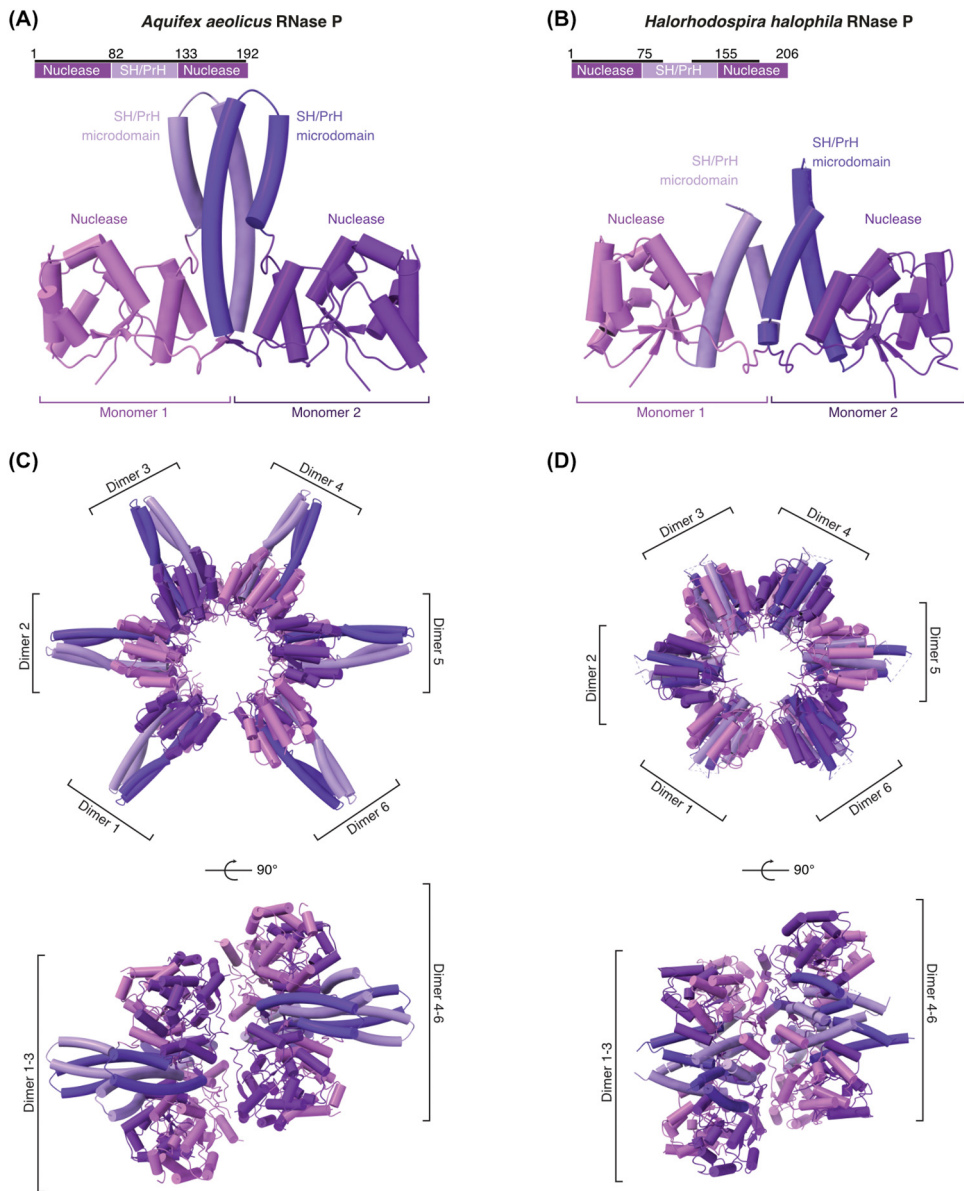 (A)
Aquifex aeolicus RNase P
1 82 133 192
Nuclease SH/PrH Nuclease
SH/PrH
microdomain
SH/PrH
microdomain
Nuclease
Nuclease
Monomer 1
Monomer 2
(B)
Halorhodospira halophila RNase P
1 75 155 206
Nuclease SH/PrH Nuclease
SH/PrH
microdomain
SH/PrH
microdomain
Nuclease
Nuclease
Monomer 1
Monomer 2
(C)
Dimer 3
Dimer 4
Dimer 2
Dimer 5
Dimer 1
Dimer 6
90°
Dimer 1-3
Dimer 4-6
(D)
Dimer 3
Dimer 4
Dimer 2
Dimer 5
Dimer 1
Dimer 6
90°
Dimer 1-3
Dimer 4-6